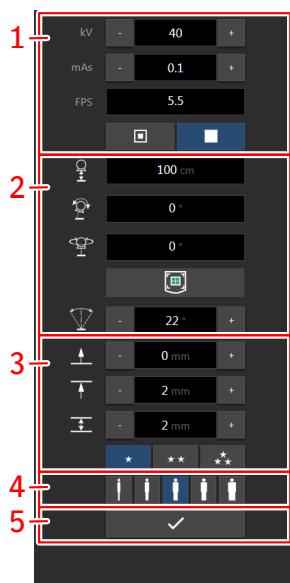 1
kV - 40 +
mAs - 0.1 +
FPS 5.5
2
100 cm
0 °
0 °
- 22 ° +
3
- 0 mm +
- 2 mm +
- 2 mm +
4
5